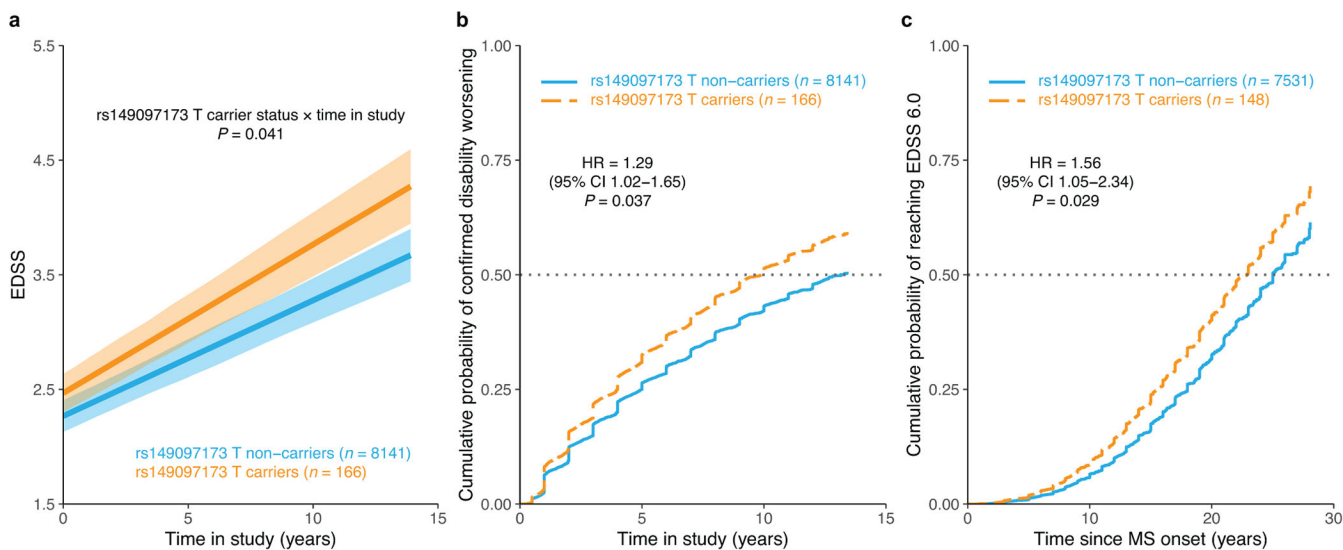 a
5.5
4.5
3.5
2.5
1.5
EDSS
rs149097173 T carrier status × time in study
P = 0.041
rs149097173 T non-carriers (n = 8141)
rs149097173 T carriers (n = 166)
0
5
10
15
Time in study (years)
b
1.00
0.75
0.50
0.25
0.00
Cumulative probability of confirmed disability worsening
rs149097173 T non-carriers (n = 8141)
rs149097173 T carriers (n = 166)
HR = 1.29
(95% CI 1.02–1.65)
P = 0.037
0
5
10
15
Time in study (years)
c
1.00
0.75
0.50
0.25
0.00
Cumulative probability of reaching EDSS 6.0
rs149097173 T non-carriers (n = 7531)
rs149097173 T carriers (n = 148)
HR = 1.56
(95% CI 1.05–2.34)
P = 0.029
0
10
20
30
Time since MS onset (years)